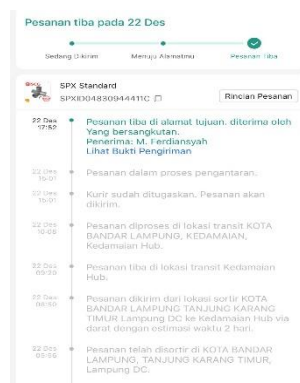 Pesanan tiba pada 22 Des
Sedang Dikirim
Menuju Alamatmu
Pesanan Tiba
SPX Standard
SPXID04830944411C
Rincian Pesanan
22 Des
17:52
Pesanan tiba di alamat tujuan. diterima oleh
Yang bersangkutan.
Penerima: M. Ferdiansyah
Lihat Bukti Pengiriman
22 Des
15:01
Pesanan dalam proses pengantaran.
22 Des
15:01
Kurir sudah ditugaskan. Pesanan akan
dikirim.
22 Des
Pesanan diproses di lokasi transit KOTA
BANDAR LAMPUNG, KEDAMAIAN,
Kedamaian Hub.
22 Des
Pesanan tiba di lokasi transit Kedamaian
Hub.
22 Des
Pesanan dikirim dari lokasi sortir KOTA
BANDAR LAMPUNG TANJUNG KARANG
TIMUR Lampung DC ke Kedamaian Hub via
darat dengan estimasi waktu 2 hari.
22 Des
Pesanan telah disortir di KOTA BANDAR
LAMPUNG, TANJUNG KARANG TIMUR,
Lampung DC.